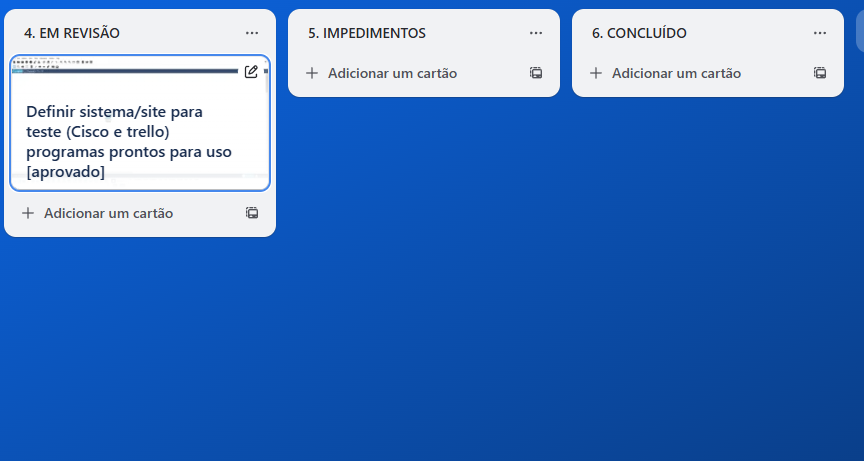 4. EM REVISÃO
Definir sistema/site para
teste (Cisco e trello)
programas prontos para uso
[aprovado]
Adicionar um cartão
5. IMPEDIMENTOS
Adicionar um cartão
6. CONCLUÍDO
Adicionar um cartão